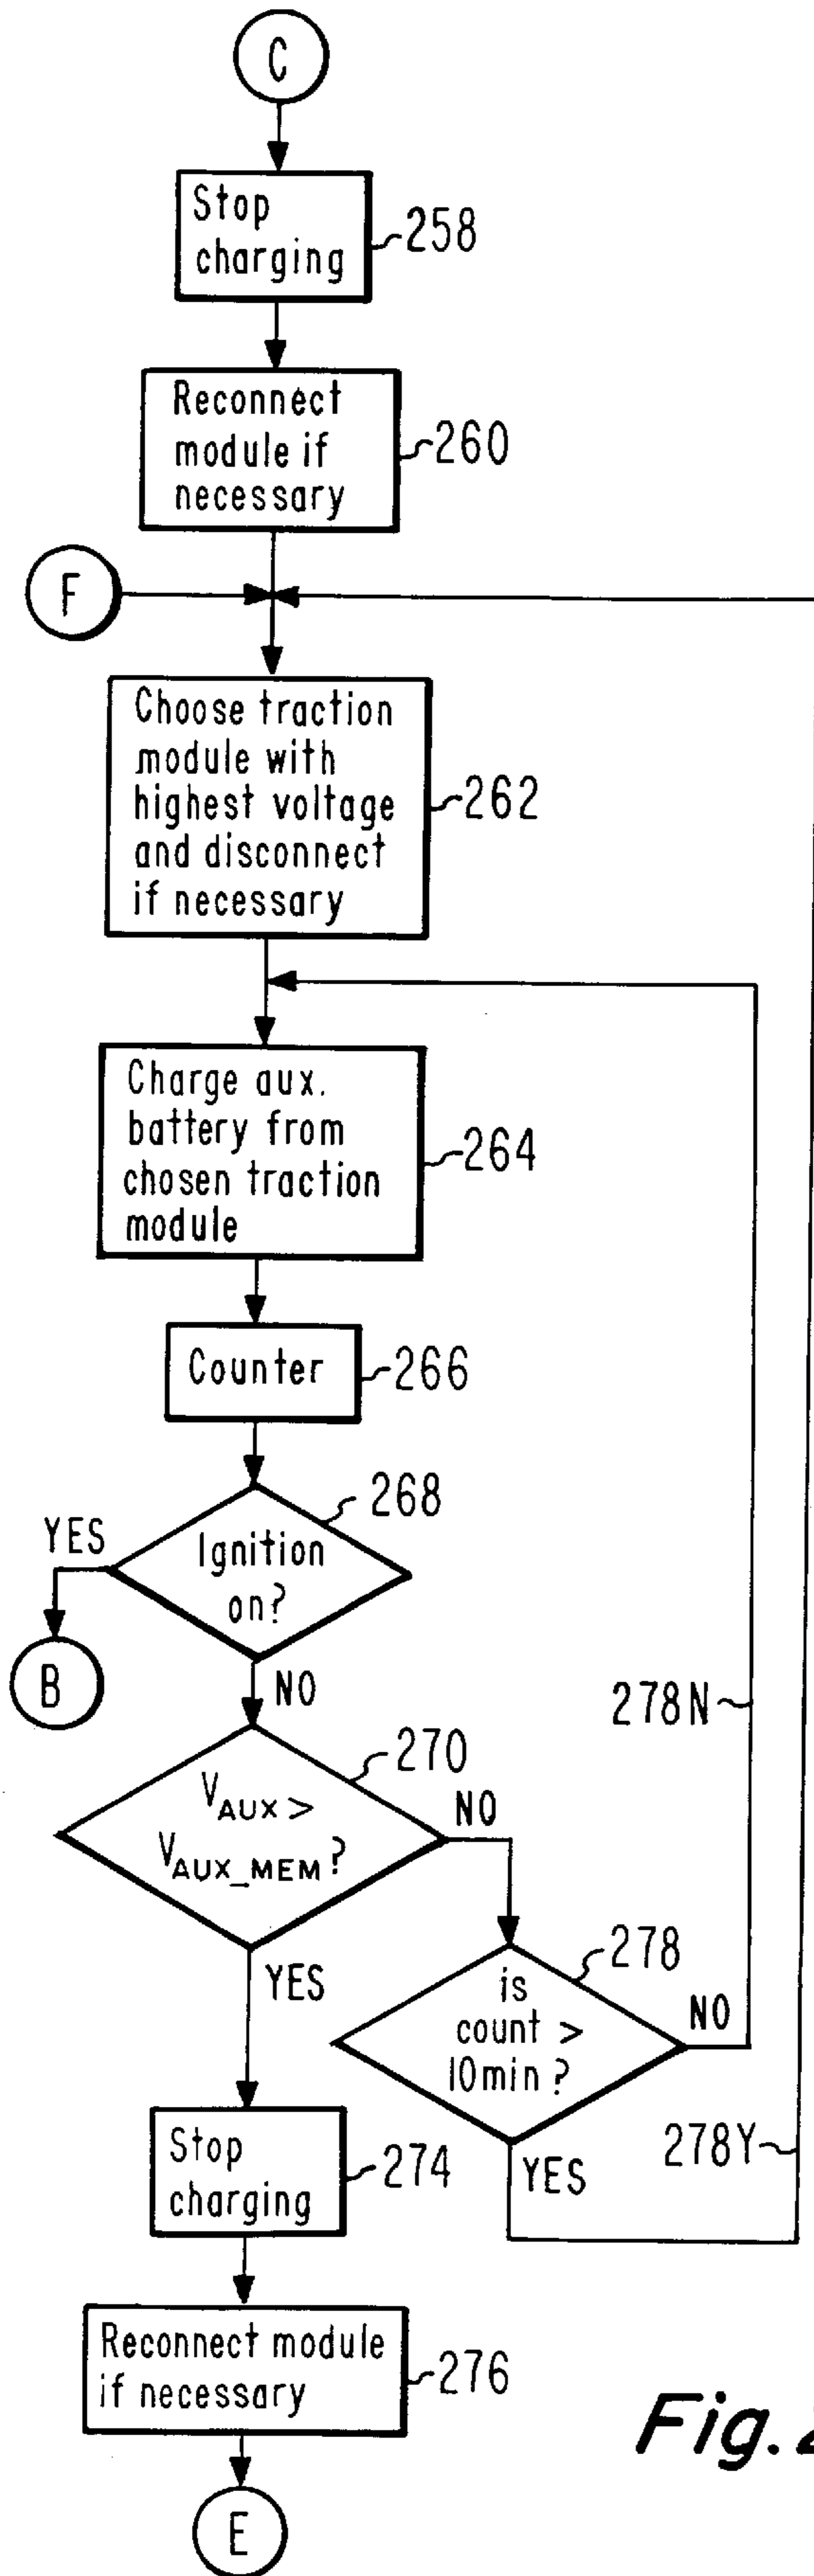 C
Stop
charging
258
Reconnect
module if
necessary
260
F
Choose traction
module with
highest voltage
and disconnect
if necessary
262
Charge aux.
battery from
chosen traction
module
264
Counter
266
268
YES
Ignition
on?
B
NO
278N
270
VAUX >
VAUX_MEM?
NO
YES
278
is
count >
10min?
NO
278Y
YES
Stop
charging
274
Reconnect module
if necessary
276
Fig. 2
E